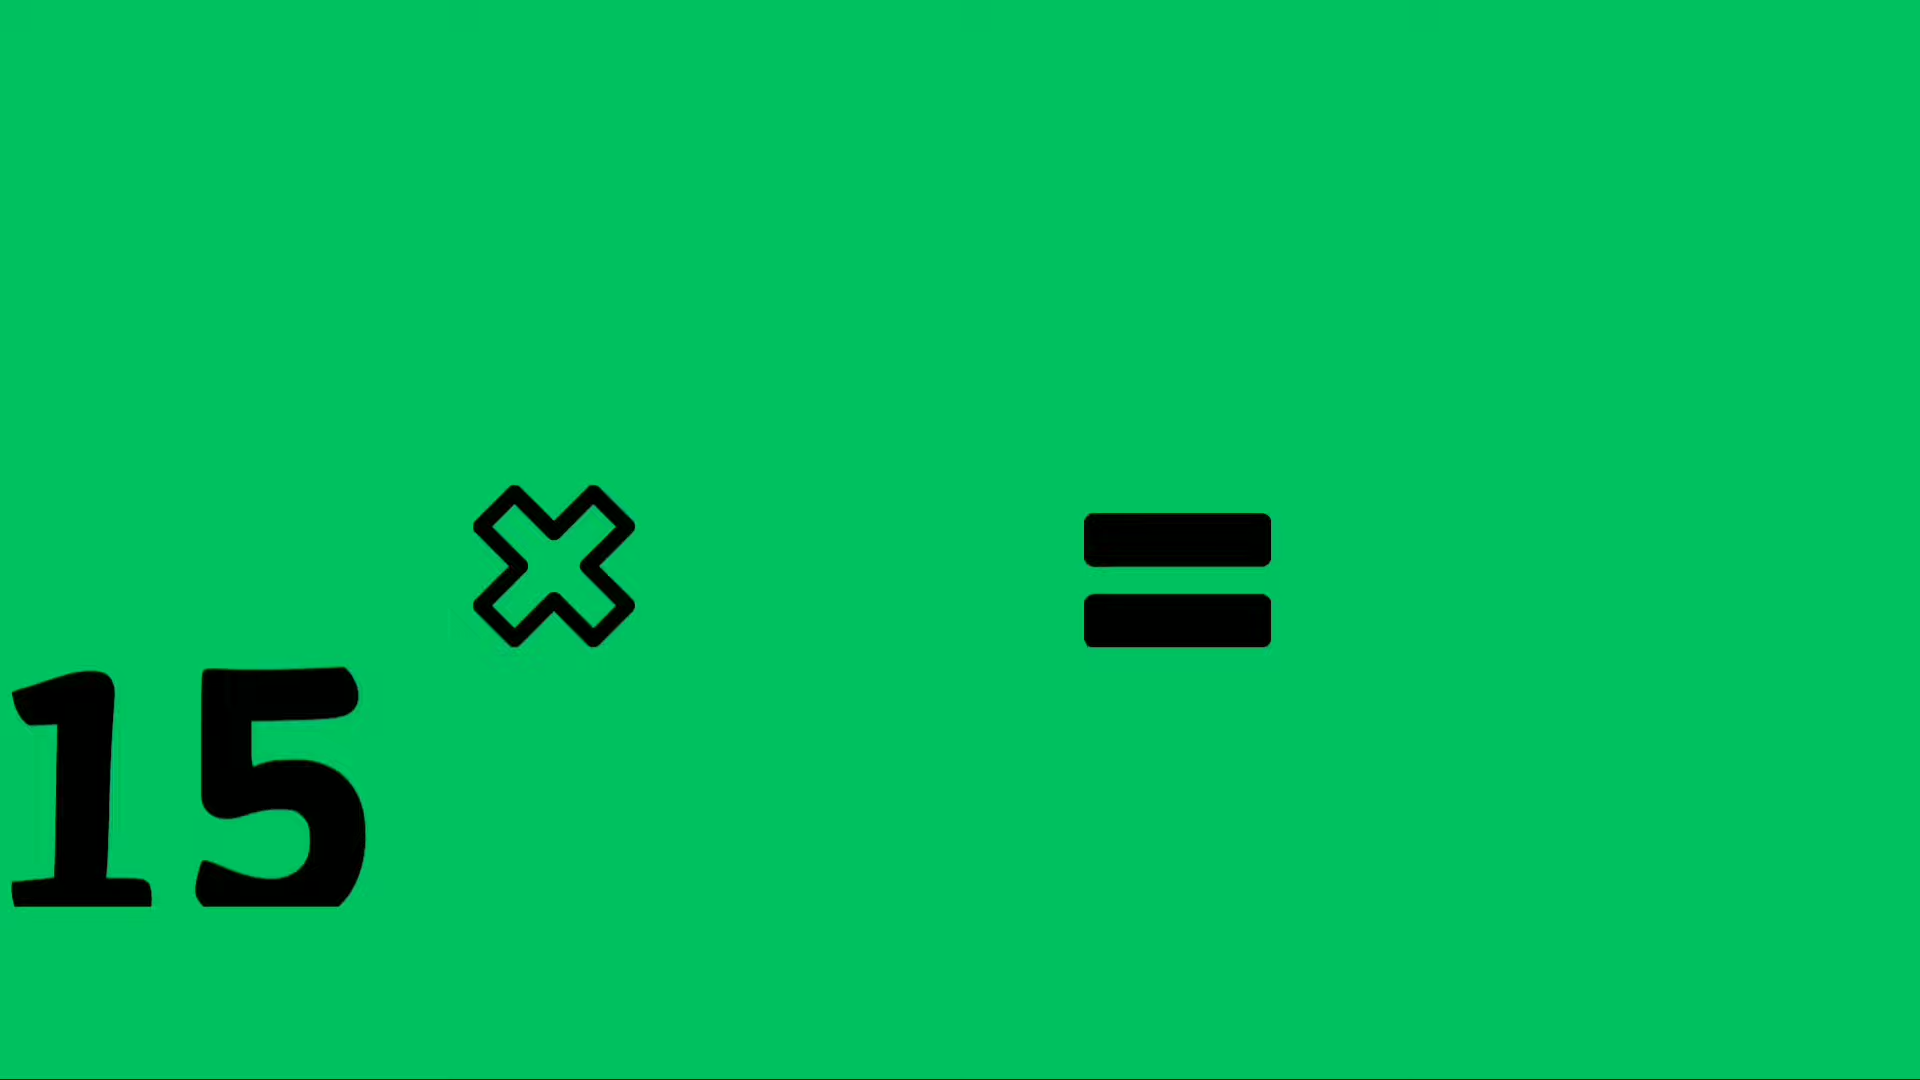 × =
15